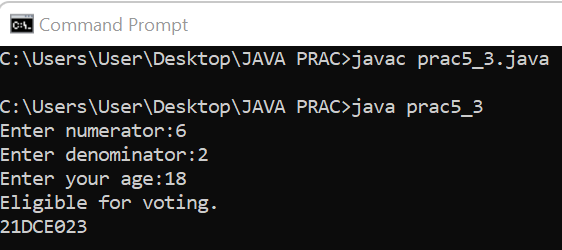 Command Prompt
C:\Users\User\Desktop\JAVA PRAC>javac prac5_3.java
C:\Users\User\Desktop\JAVA PRAC>java prac5_3
Enter numerator:6
Enter denominator:2
Enter your age:18
Eligible for voting.
21DCE023